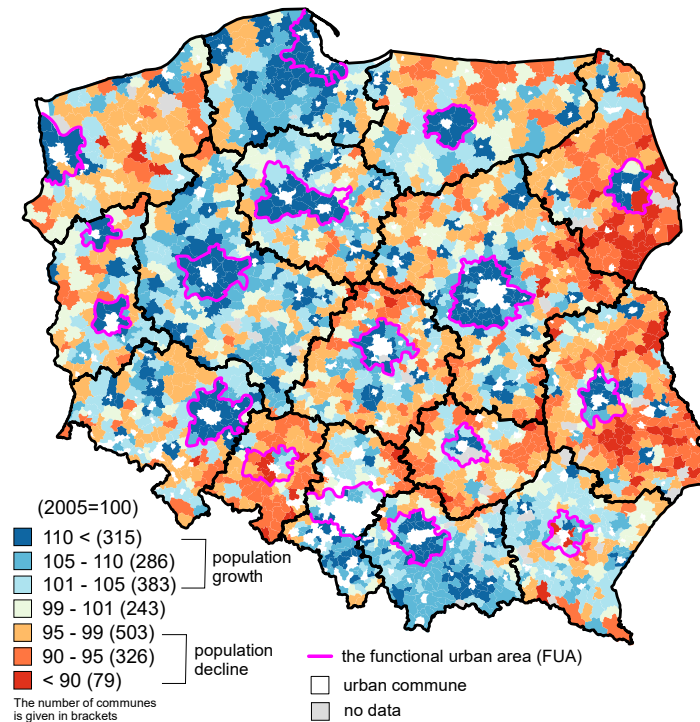 (2005=100)
110 < (315)
105 - 110 (286)
101 - 105 (383)
99 - 101 (243)
95 - 99 (503)
90 - 95 (326)
< 90 (79)
population
growth
population
decline
The number of communes
is given in brackets
the functional urban area (FUA)
urban commune
no data